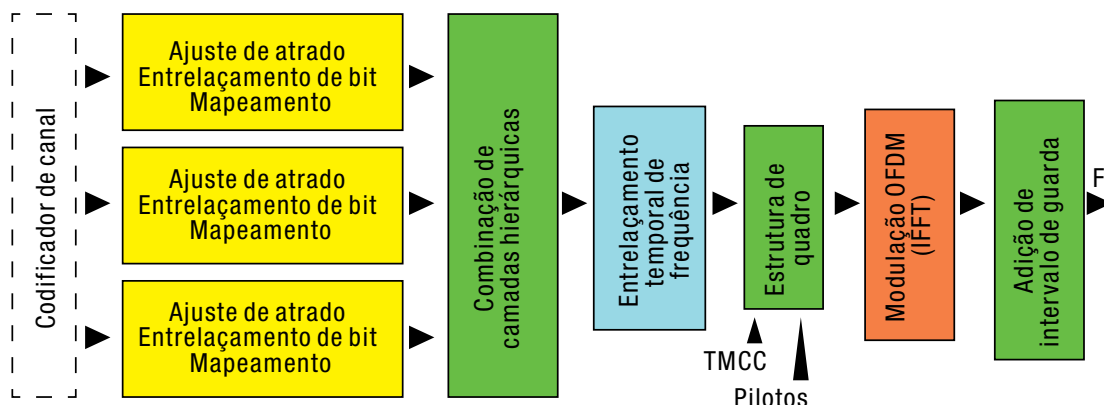 Codificador de canal
Ajuste de atrado
Entrelaçamento de bit
Mapeamento
Ajuste de atrado
Entrelaçamento de bit
Mapeamento
Ajuste de atrado
Entrelaçamento de bit
Mapeamento
Combinação de
camadas hierárquicas
Entrelaçamento
temporal de
frequência
Estrutura de
quadro
TMCC
Pilotos
Modulação OFDM
(IFFT)
Adição de
intervalo de guarda
F